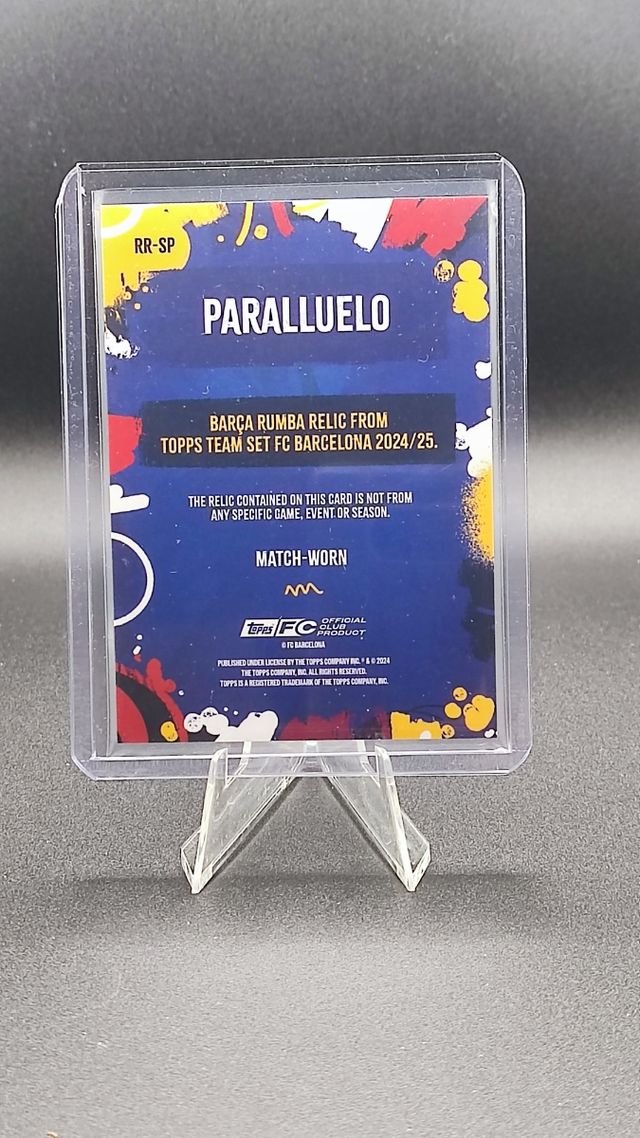 RR-SP
PARALLUELO
BARÇA RUMBA RELIC FROM
TOPPS TEAM SET FC BARCELONA 2024/25.
THE RELIC CONTAINED ON THIS CARD IS NOT FROM
ANY SPECIFIC GAME, EVENT OR SEASON.
MATCH-WORN
topps FC OFFICIAL
CLUB
PRODUCT
© FC BARCELONA
PUBLISHED UNDER LICENSE BY THE TOPPS COMPANY INC. ® & © 2024
THE TOPPS COMPANY, INC. ALL RIGHTS RESERVED.
TOPPS IS A REGISTERED TRADEMARK OF THE TOPPS COMPANY, INC.